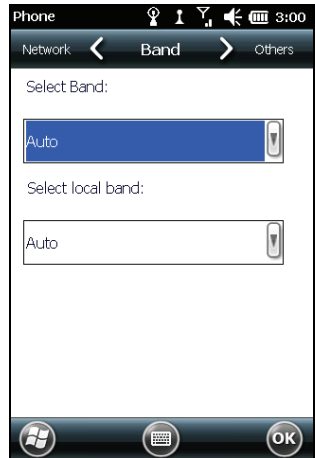 Phone 3:00
Network Band Others
Select Band:
Auto
Select local band:
Auto
OK